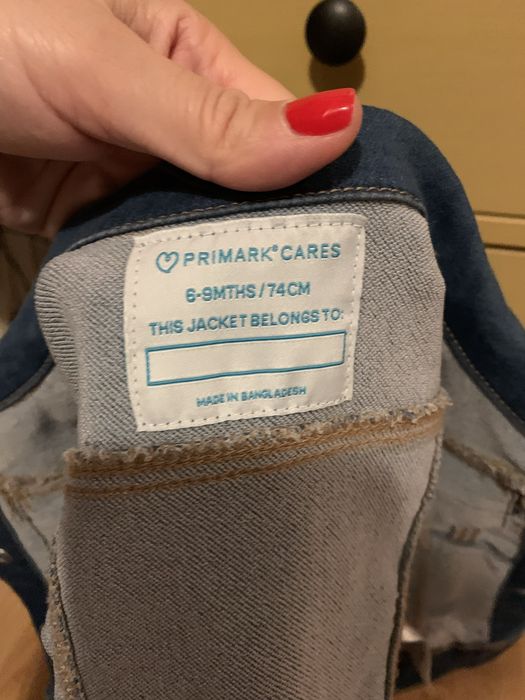 PRIMARK® CARES
6-9MTHS/74CM
THIS JACKET BELONGS TO:
MADE IN BANGLADESH